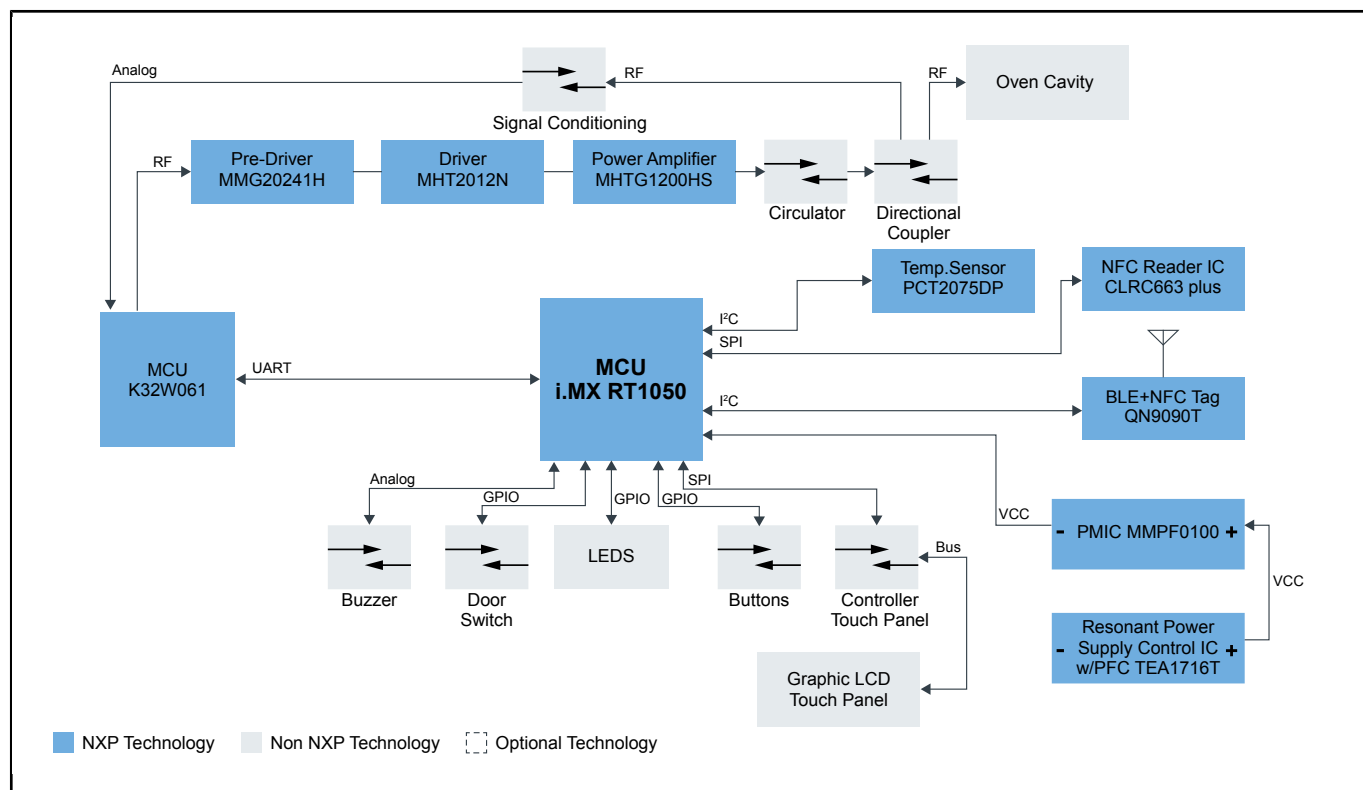 Analog
RF
RF
Oven Cavity
Signal Conditioning
RF
Pre-Driver
MMG20241H
Driver
MHT2012N
Power Amplifier
MHTG1200HS
Circulator
Directional
Coupler
Temp.Sensor
PCT2075DP
NFC Reader IC
CLRC663 plus
MCU
K32W061
UART
MCU
i.MX RT1050
I²C
SPI
I²C
BLE+NFC Tag
QN9090T
Analog
GPIO
GPIO
GPIO
SPI
VCC
- PMIC MMPF0100 +
VCC
Bus
LEDS
Buzzer
Door
Switch
Buttons
Controller
Touch Panel
Resonant Power
- Supply Control IC +
w/PFC TEA1716T
Graphic LCD
Touch Panel
NXP Technology
Non NXP Technology
Optional Technology